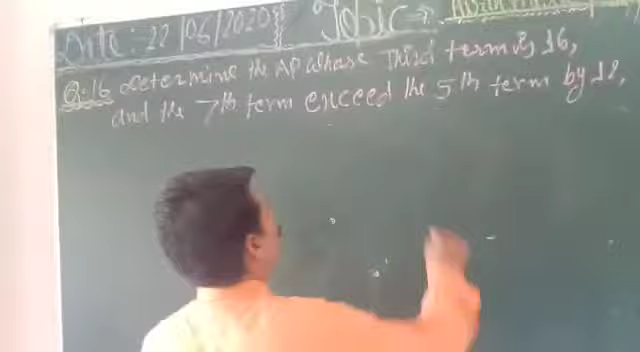 Date: 22/06/2020 Topic →
Q.16 Determine the AP whose Third term is 16,
and the 7th term exceed the 5th term by 12,